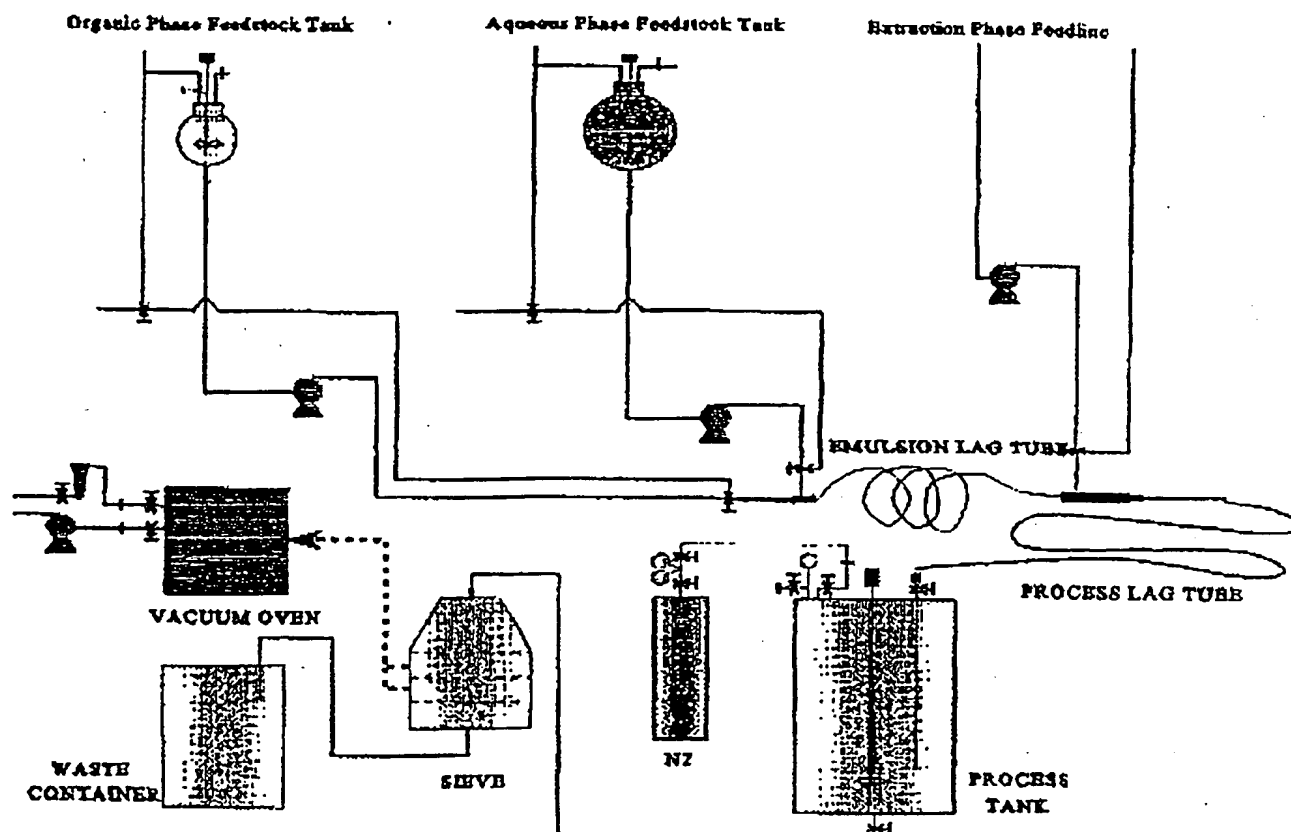 Organic Phase Feedstock Tank
Aqueous Phase Feedstock Tank
Extraction Phase Feedline
EMULSION LAG TUBE
PROCESS LAG TUBE
VACUUM OVEN
WASTE
CONTAINER
SIEVE
N2
PROCESS
TANK